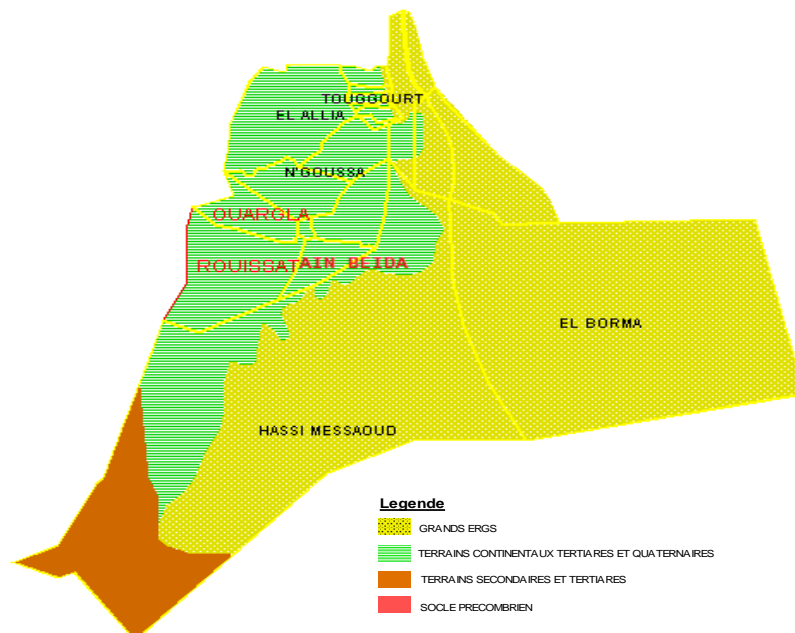 TOUGGOURT
EL ALLIA
N'GOUSSA
OUARGLA
ROUISSAT
AIN BEIDA
EL BORMA
HASSI MESSAOUD
Legende
GRANDS ERGS
TERRAINS CONTINENTAUX TERTIARES ET QUATERNAIRES
TERRAINS SECONDAIRES ET TERTIARES
SOCLE PRECOMBRIEN